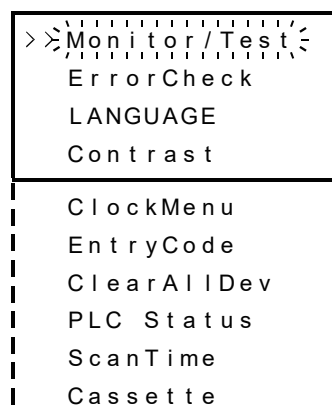 >>Monitor/Test
ErrorCheck
LANGUAGE
Contrast
ClockMenu
EntryCode
ClearAllDev
PLC Status
ScanTime
Cassette